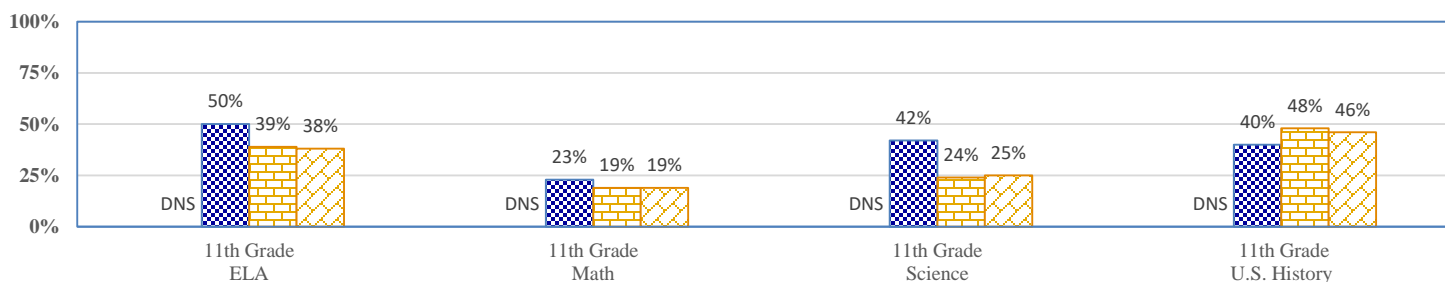 100%
75%
50%
25%
0%
DNS 50% 39% 38%
DNS 23% 19% 19%
DNS 42% 24% 25%
DNS 40% 48% 46%
11th Grade
ELA
11th Grade
Math
11th Grade
Science
11th Grade
U.S. History